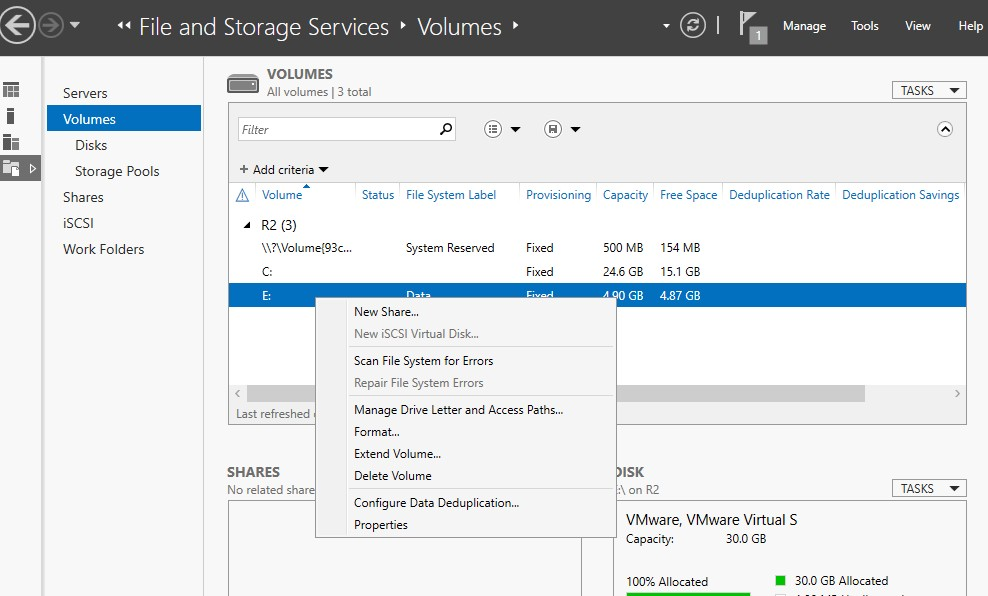 File and Storage Services ‣ Volumes ‣
1
Manage Tools View Help
Servers
Volumes
Disks
Storage Pools
Shares
iSCSI
Work Folders
VOLUMES
All volumes | 3 total
TASKS
Filter
+ Add criteria
Volume Status File System Label Provisioning Capacity Free Space Deduplication Rate Deduplication Savings
R2 (3)
\\?\Volume{93c... System Reserved Fixed 500 MB 154 MB
C: Fixed 24.6 GB 15.1 GB
E: Data Fixed 4.90 GB 4.87 GB
New Share...
New iSCSI Virtual Disk...
Scan File System for Errors
Repair File System Errors
Manage Drive Letter and Access Paths...
Format...
Extend Volume...
Delete Volume
Configure Data Deduplication...
Properties
Last refreshed
SHARES
No related share
DISK
:\ on R2
TASKS
VMware, VMware Virtual S
Capacity: 30.0 GB
100% Allocated
30.0 GB Allocated